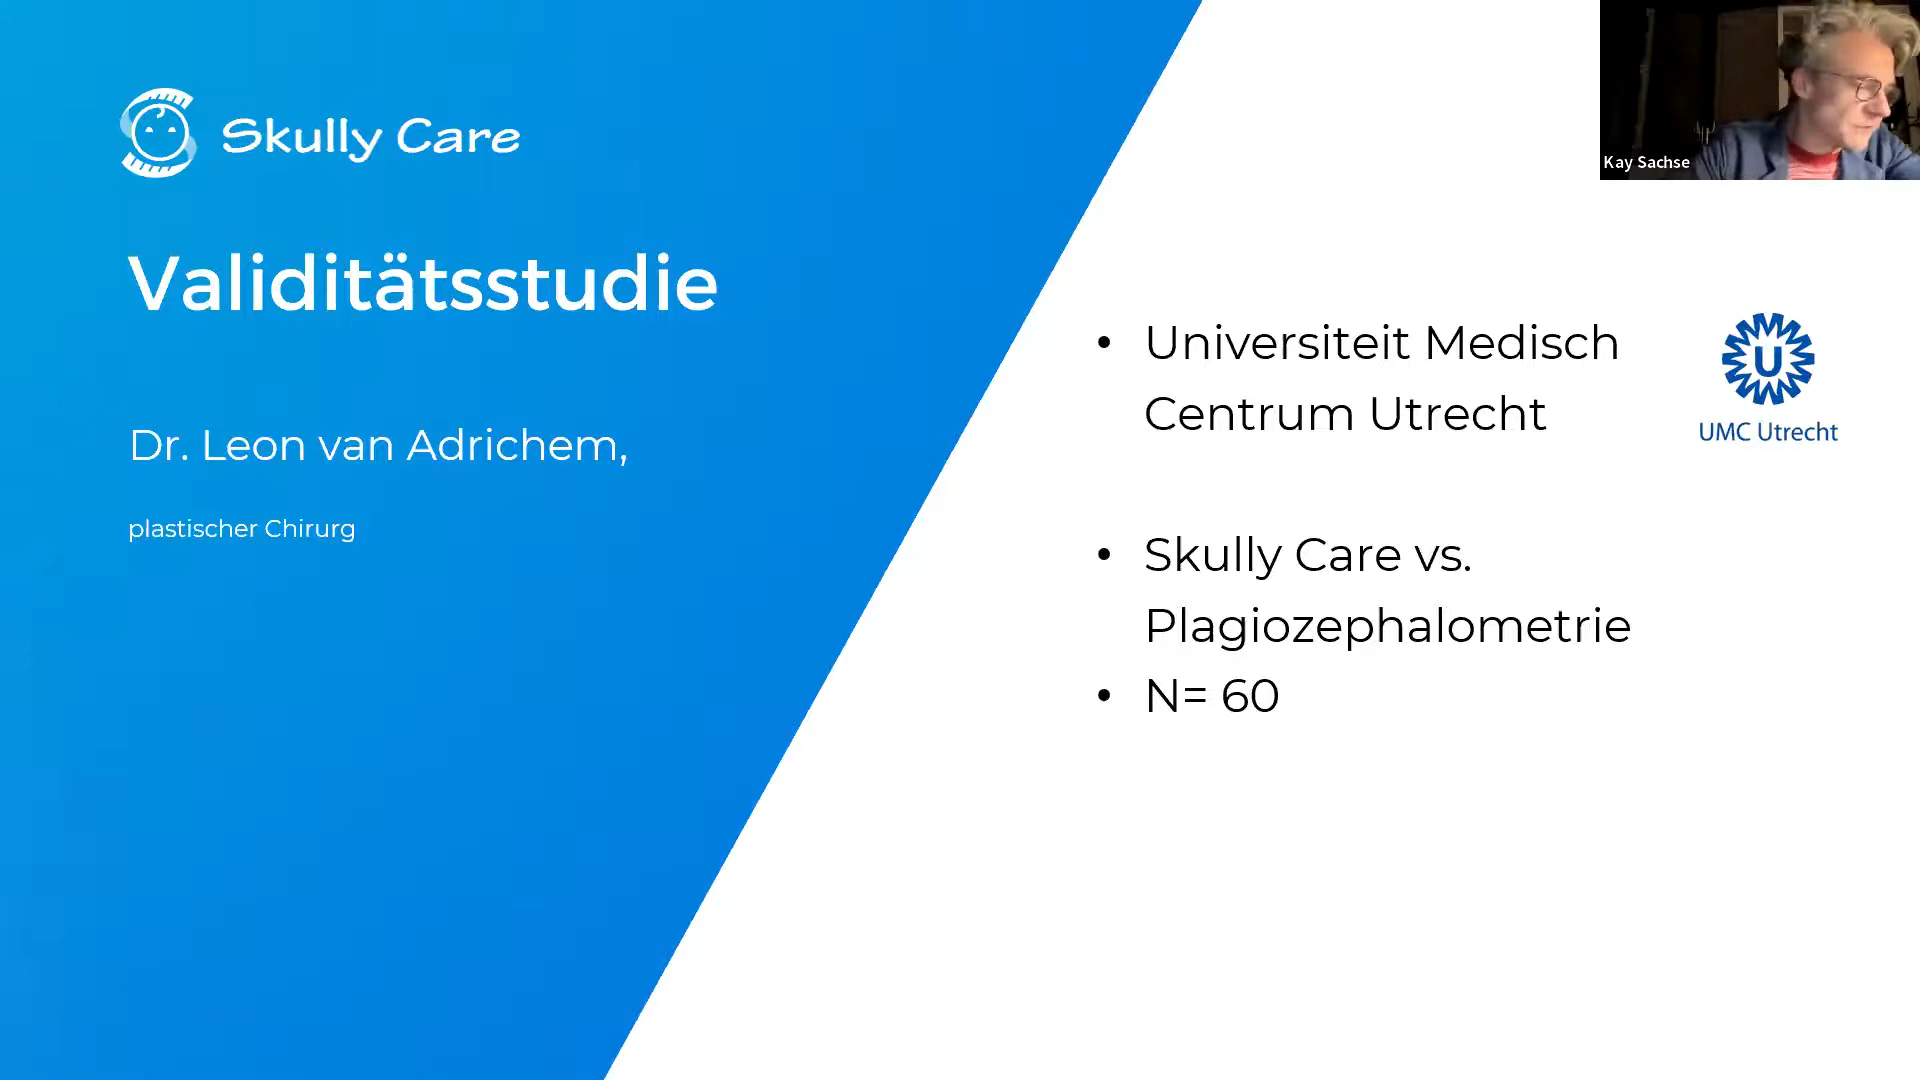 Skully Care
Validitätsstudie
Dr. Leon van Adrichem,
plastischer Chirurg
Kay Sachse
• Universiteit Medisch
Centrum Utrecht
U
UMC Utrecht
• Skully Care vs.
Plagiozephalometrie
• N= 60